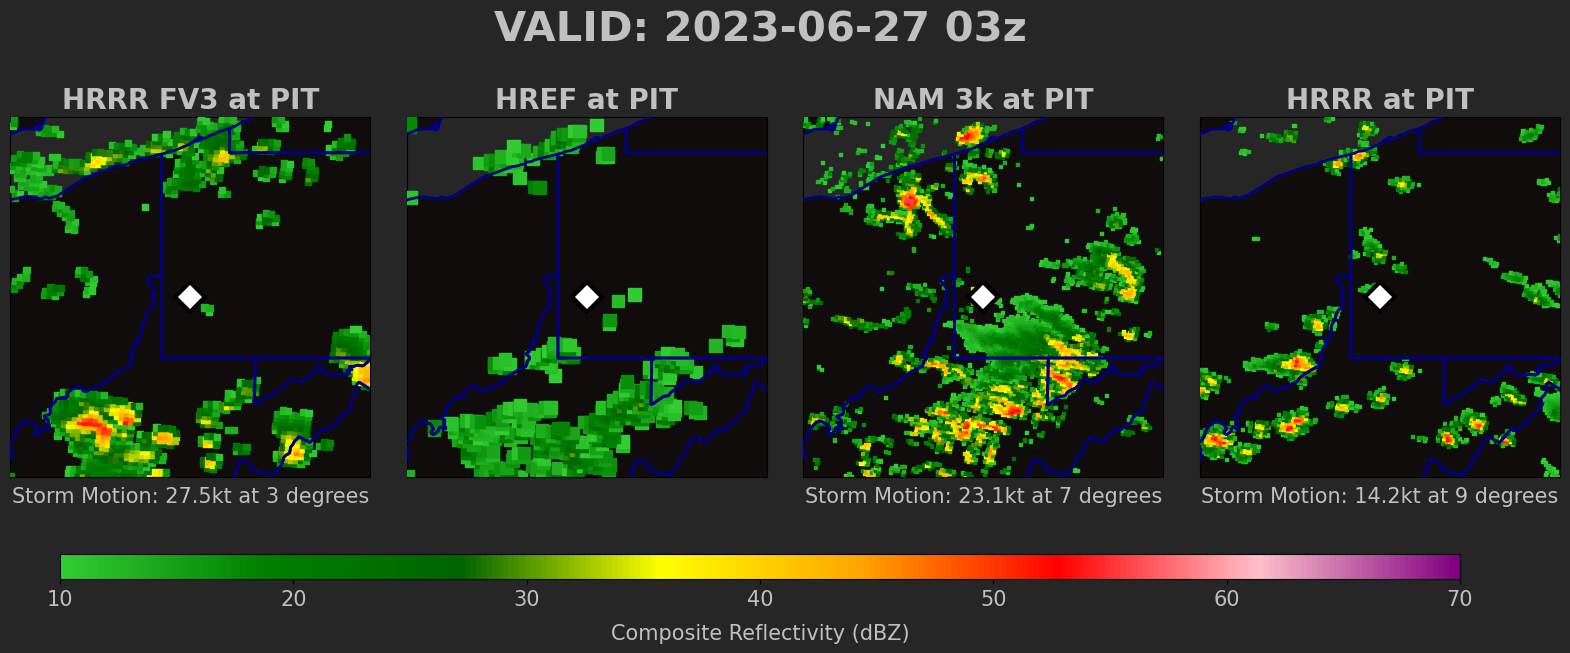 VALID: 2023-06-27 03z
HRRR FV3 at PIT
HREF at PIT
NAM 3k at PIT
HRRR at PIT
Storm Motion: 27.5kt at 3 degrees
Storm Motion: 23.1kt at 7 degrees
Storm Motion: 14.2kt at 9 degrees
10 20 30 40 50 60 70
Composite Reflectivity (dBZ)